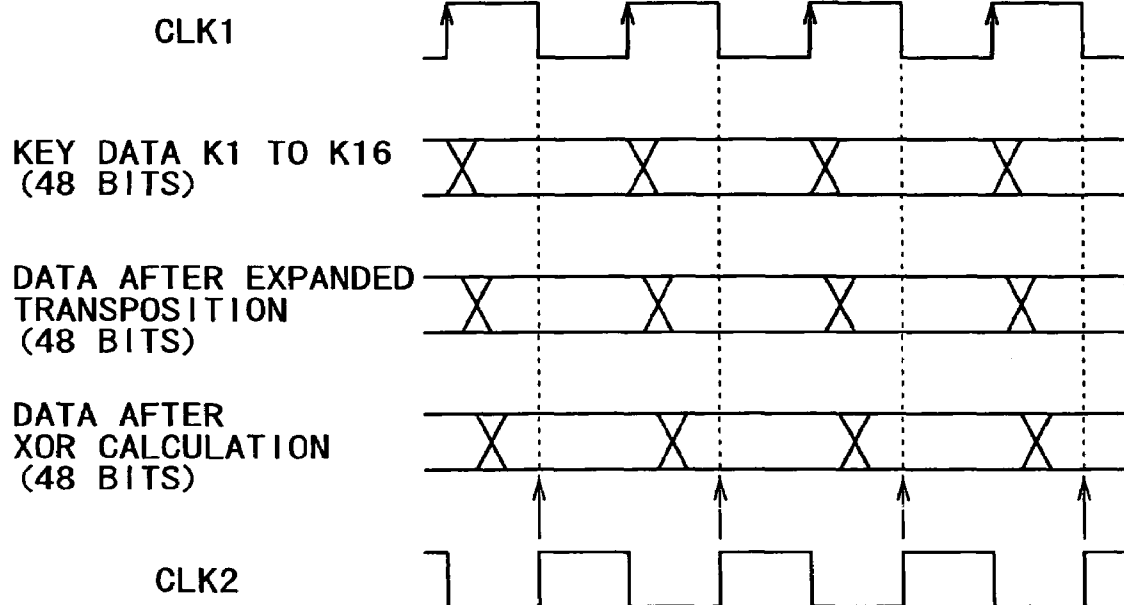 CLK1
KEY DATA K1 TO K16
(48 BITS)
DATA AFTER EXPANDED
TRANSPOSITION
(48 BITS)
DATA AFTER
XOR CALCULATION
(48 BITS)
CLK2